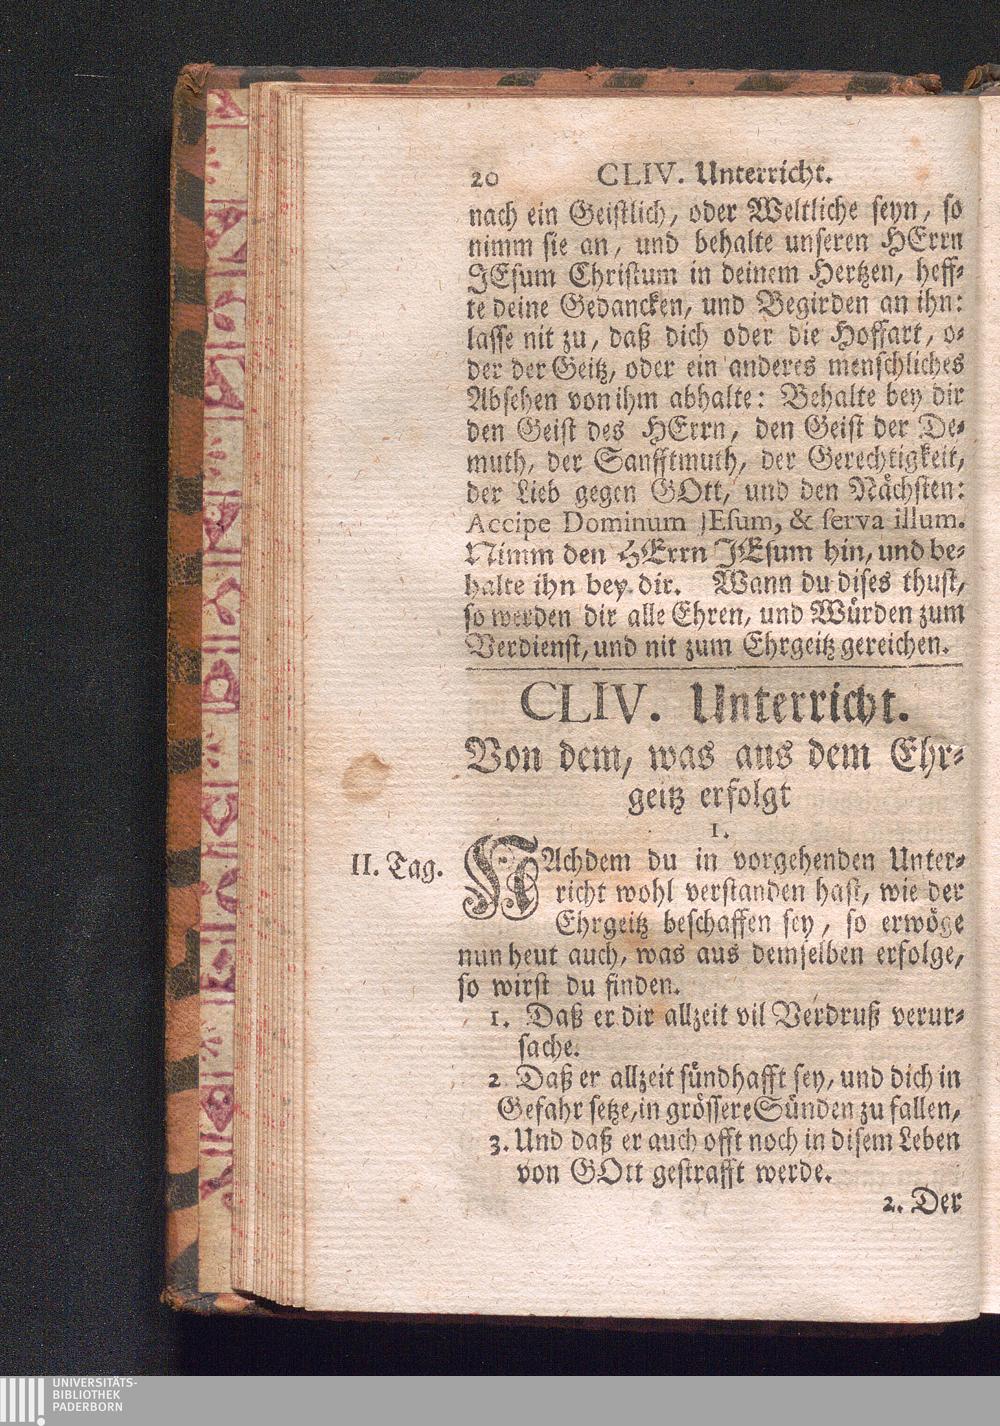 20 CLIV. Unterricht.
nach ein Geistlich, oder Weltliche seyn, so
nimm sie an, und behalte unseren HErrn
JEsum Christum in deinem Hertzen, heff-
te deine Gedancken, und Begirden an ihn:
lasse nit zu, daß dich oder die Hoffart, o-
der der Geitz, oder ein anderes menschliches
Absehen von ihm abhalte: Behalte bey dir
den Geist des HErrn, den Geist der De-
muth, der Sanfftmuth, der Gerechtigkeit,
der Lieb gegen GOtt, und den Nächsten:
Accipe Dominum JEsum, & serva illum.
Nimm den HErrn JEsum hin, und be-
halte ihn bey dir. Wann du dises thust,
so werden dir alle Ehren, und Würden zum
Verdienst, und nit zum Ehrgeitz gereichen.
CLIV. Unterricht.
Von dem, was aus dem Ehr-
geitz erfolgt
1.
II. Tag. NAchdem du in vorgehenden Unter-
richt wohl verstanden hast, wie der
Ehrgeitz beschaffen sey, so erwöge
nun heut auch, was aus demselben erfolge,
so wirst du finden.
1. Daß er dir allzeit vil Verdruß verur-
sache.
2 Daß er allzeit sündhafft sey, und dich in
Gefahr setze, in grössere Sünden zu fallen,
3. Und daß er auch offt noch in disem Leben
von GOtt gestrafft werde.
2. Der
UNIVERSITÄTS-
BIBLIOTHEK
PADERBORN